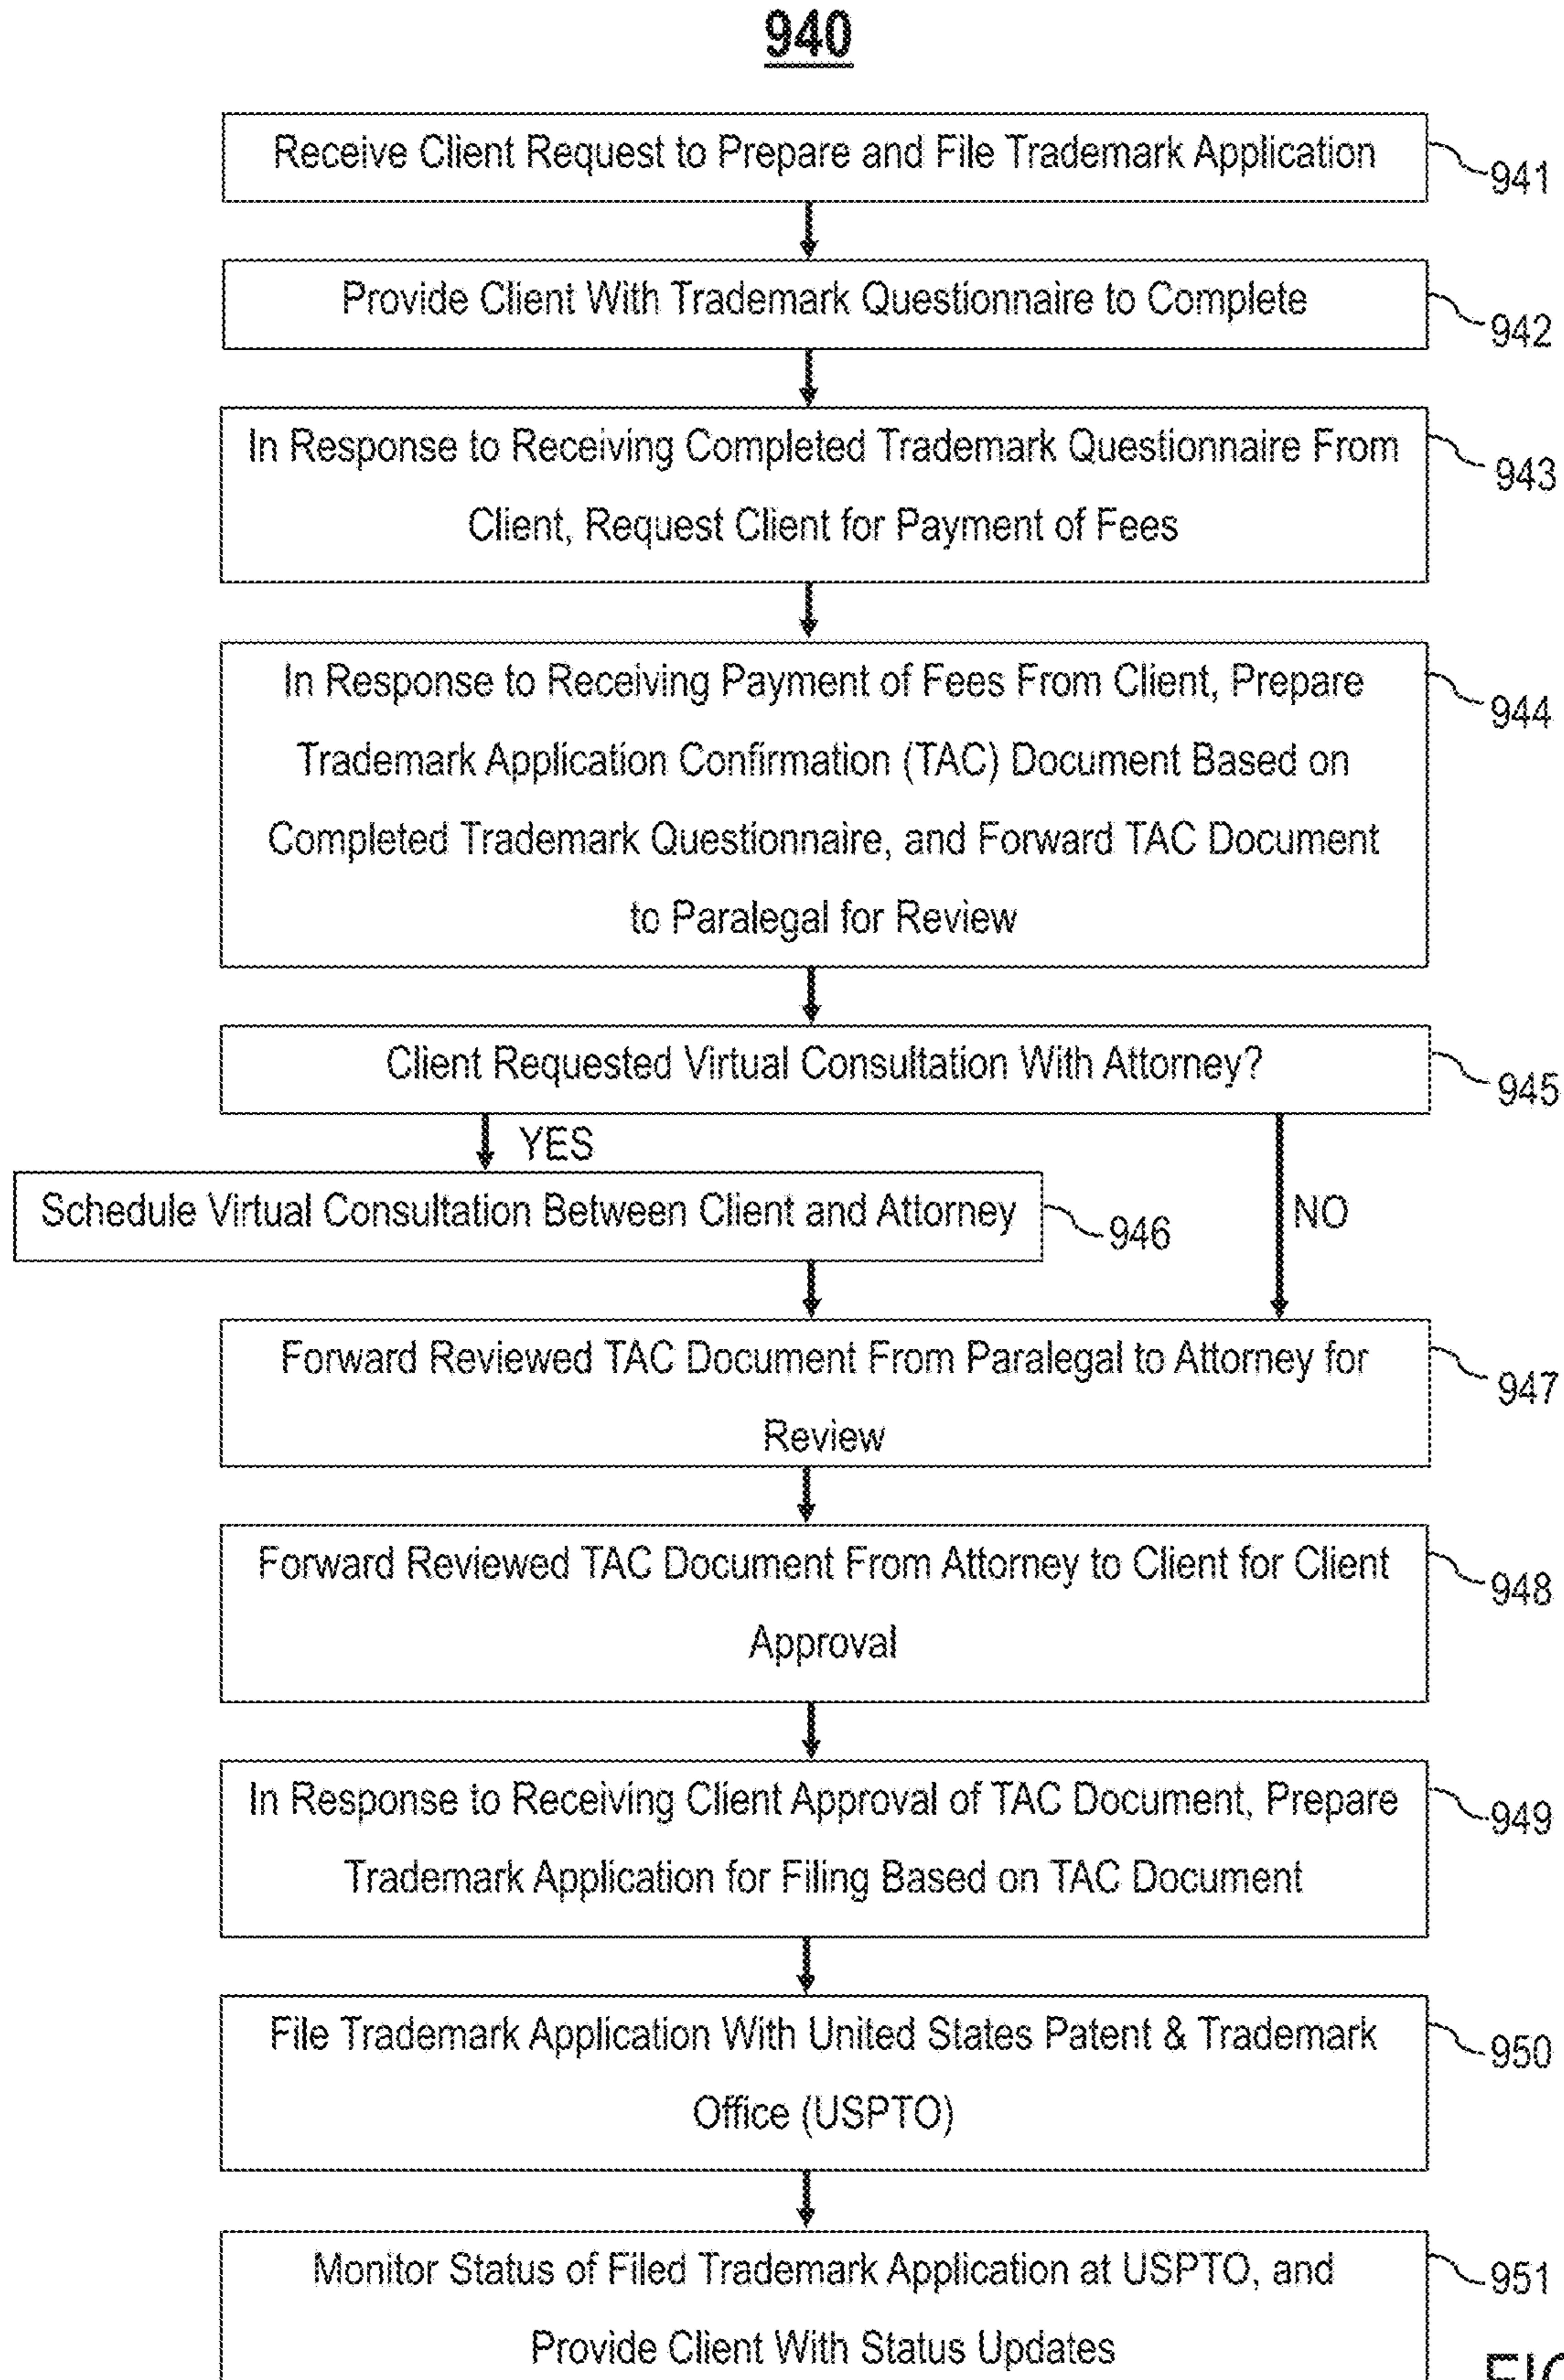 940
Receive Client Request to Prepare and File Trademark Application
941
Provide Client With Trademark Questionnaire to Complete
942
In Response to Receiving Completed Trademark Questionnaire From
943
Client, Request Client for Payment of Fees
In Response to Receiving Payment of Fees From Client, Prepare
944
Trademark Application Confirmation (TAC) Document Based on
Completed Trademark Questionnaire, and Forward TAC Document
to Paralegal for Review
Client Requested Virtual Consultation With Attorney?
945
YES
Schedule Virtual Consultation Between Client and Attorney
946
NO
Forward Reviewed TAC Document From Paralegal to Attorney for
947
Review
Forward Reviewed TAC Document From Attorney to Client for Client
948
Approval
In Response to Receiving Client Approval of TAC Document, Prepare
949
Trademark Application for Filing Based on TAC Document
File Trademark Application With United States Patent & Trademark
950
Office (USPTO)
Monitor Status of Filed Trademark Application at USPTO, and
951
Provide Client With Status Updates